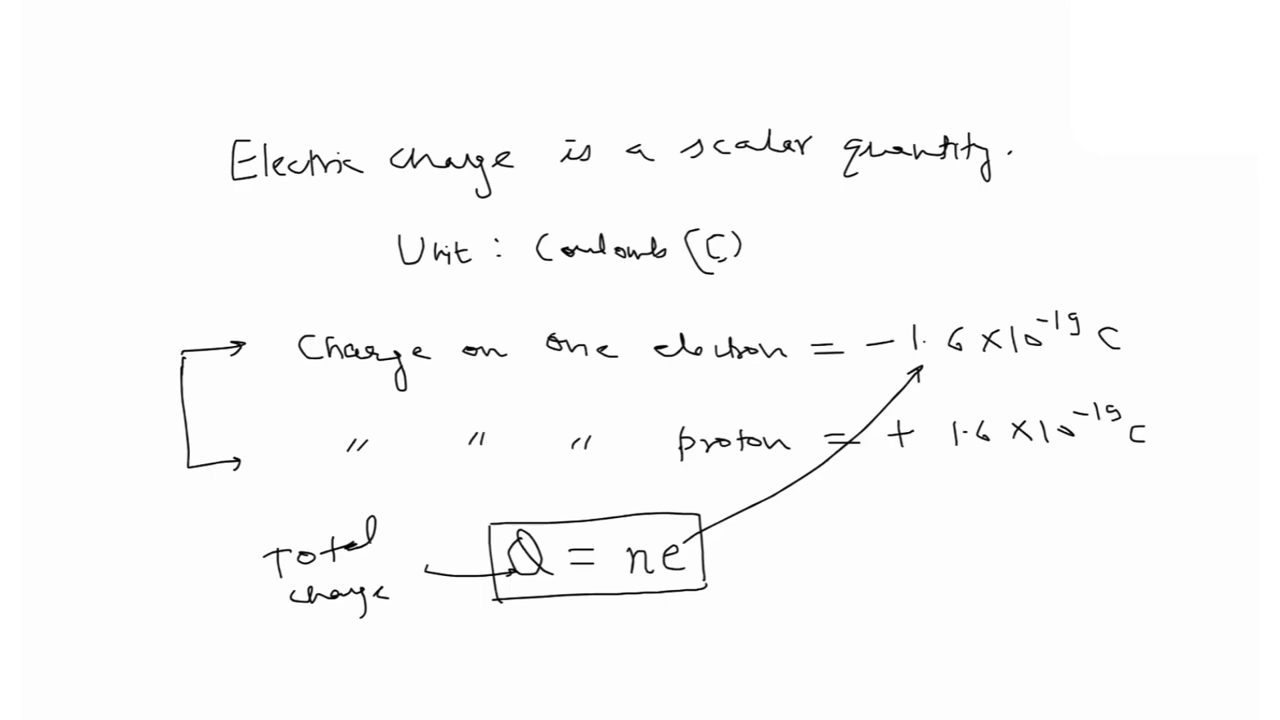 Electric charge is a scalar quantity.
Unit : Coulomb (C)
Charge on one electron = - 1.6 × 10⁻¹⁹ C
" " " proton = + 1.6 × 10⁻¹⁹ C
Total charge
Q = ne